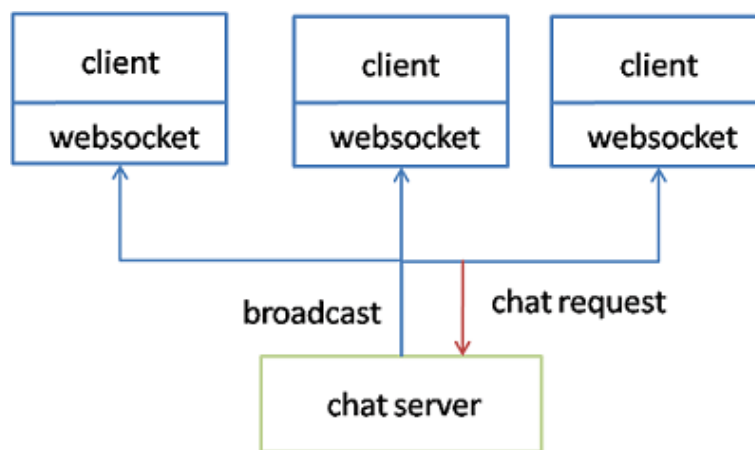 client
client
client
websocket
websocket
websocket
broadcast
chat request
chat server